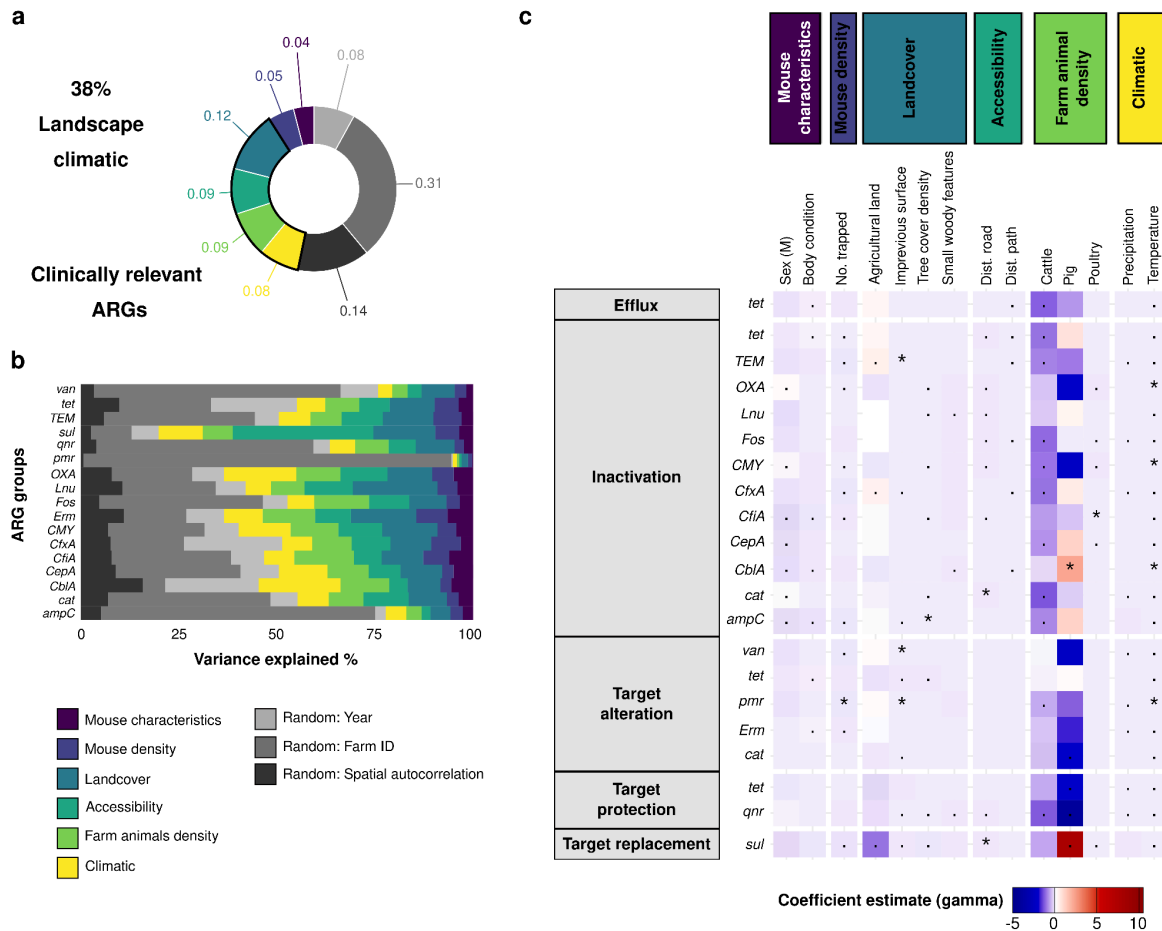 a
38%
Landscape
climatic
Clinically relevant
ARGs
0.04
0.08
0.05
0.12
0.31
0.09
0.09
0.08
0.14
b
ARG groups
van
tet
TEM
sul
qnr
pmr
OXA
Lnu
Fos
Erm
CMY
CfxA
CfiA
CepA
CblA
cat
ampC
0 25 50 75 100
Variance explained %
Mouse characteristics
Mouse density
Landcover
Accessibility
Farm animals density
Climatic
Random: Year
Random: Farm ID
Random: Spatial autocorrelation
c
Mouse
characteristics
Mouse density
Landcover
Accessibility
Farm animal
density
Climatic
Sex (M)
Body condition
No. trapped
Agricultural land
Imprevious surface
Tree cover density
Small woody features
Dist. road
Dist. path
Cattle
Pig
Poultry
Precipitation
Temperature
Efflux
tet
Inactivation
tet
TEM
OXA
Lnu
Fos
CMY
CfxA
CfiA
CepA
CblA
cat
ampC
Target
alteration
van
tet
pmr
Erm
cat
Target
protection
tet
qnr
Target replacement
sul
Coefficient estimate (gamma)
-5 0 5 10